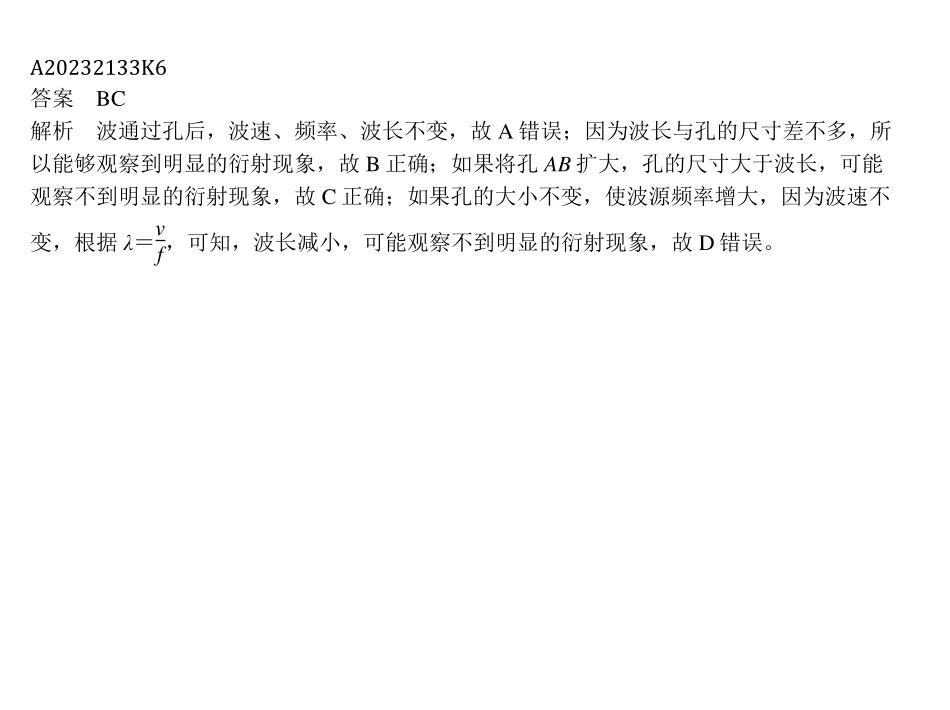 A20232133K6
答案　BC
解析　波通过孔后，波速、频率、波长不变，故 A 错误；因为波长与孔的尺寸差不多，所
以能够观察到明显的衍射现象，故 B 正确；如果将孔 AB 扩大，孔的尺寸大于波长，可能
观察不到明显的衍射现象，故 C 正确；如果孔的大小不变，使波源频率增大，因为波速不
变，根据 λ=v/f，可知，波长减小，可能观察不到明显的衍射现象，故 D 错误。